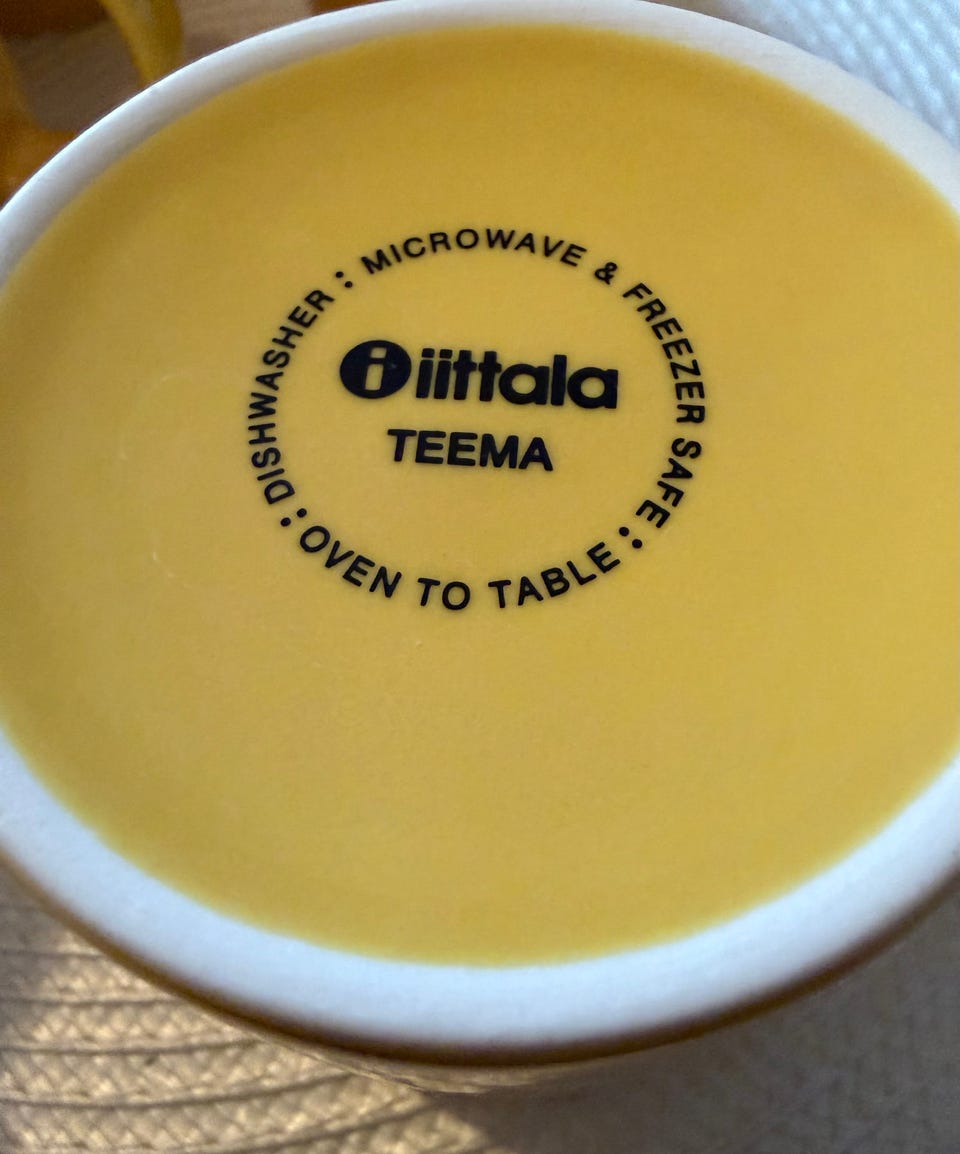 i iittala
TEEMA
DISHWASHER : MICROWAVE & FREEZER SAFE : OVEN TO TABLE :